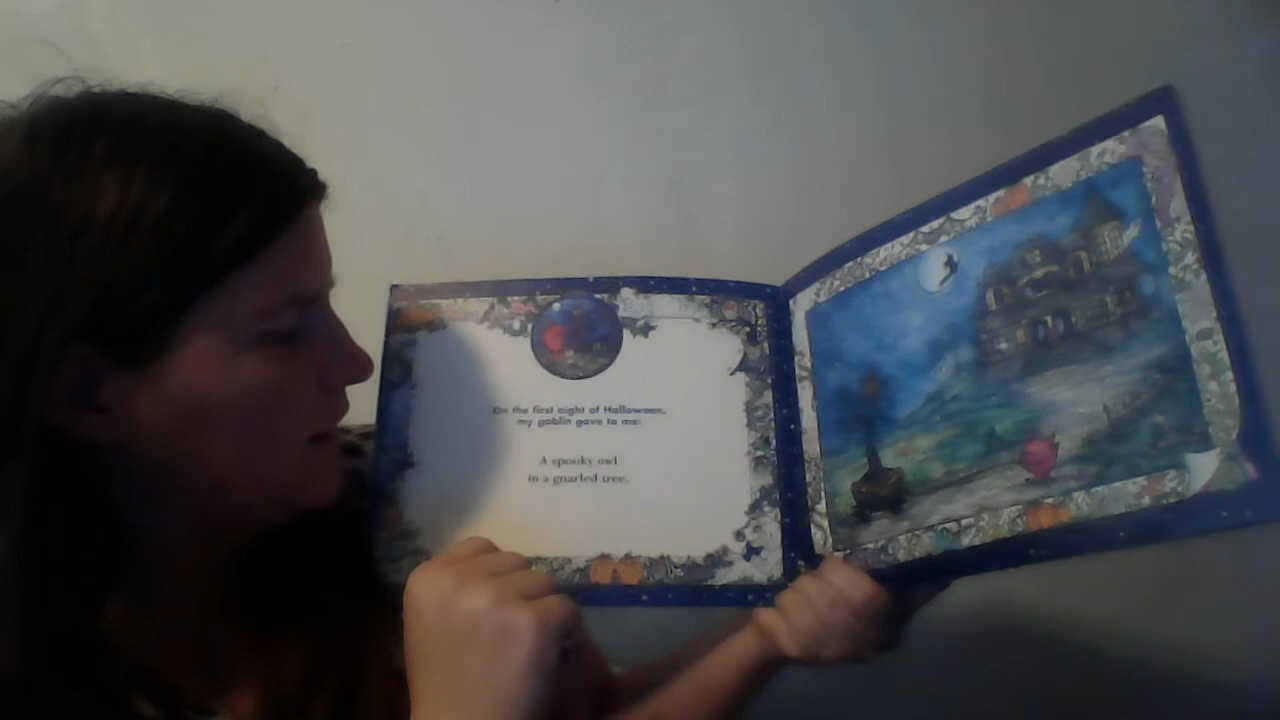 On the first night of Halloween,
my goblin gave to me:
A spooky owl
in a gnarled tree.